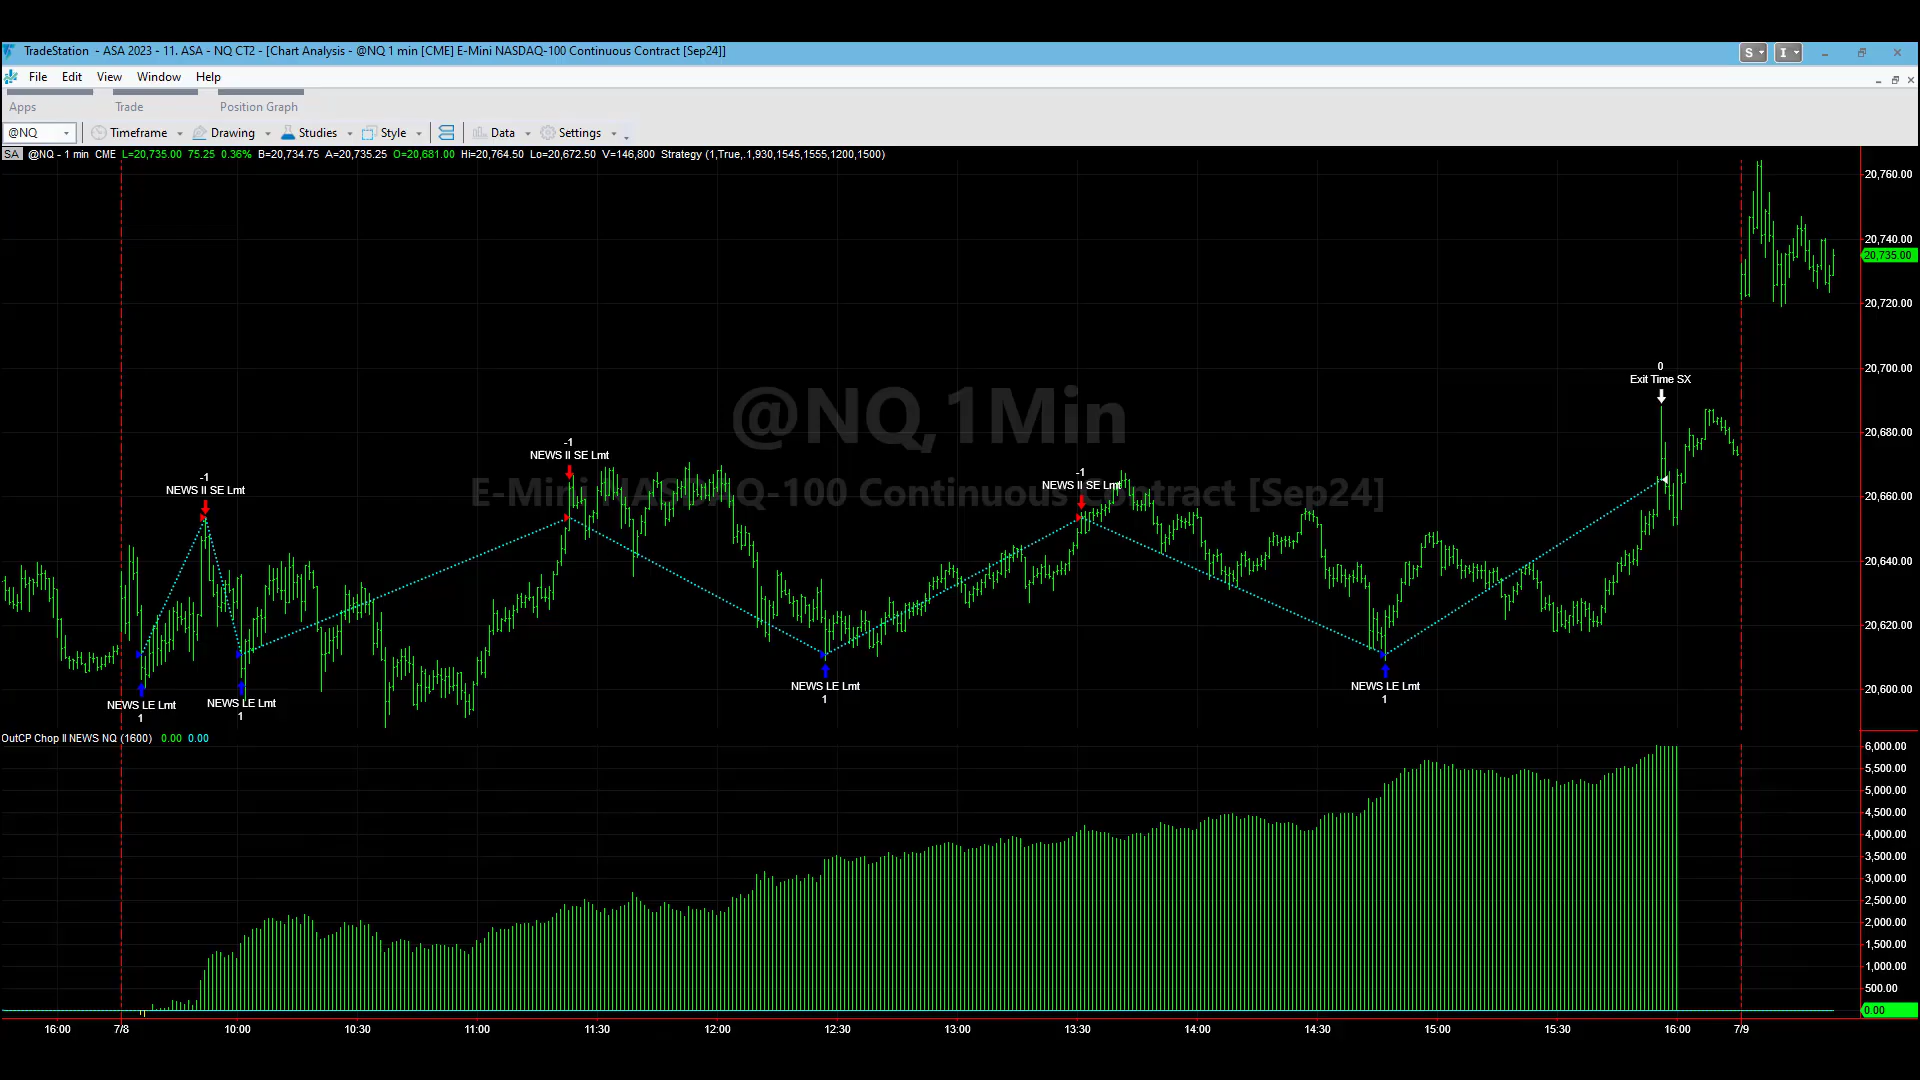 TradeStation - ASA 2023 - 11. ASA - NQ CT2 - [Chart Analysis - @NQ 1 min [CME] E-Mini NASDAQ-100 Continuous Contract [Sep24]]
S
I
File Edit View Window Help
Apps Trade Position Graph
@NQ Timeframe Drawing Studies Style Data Settings
SA @NQ - 1 min CME L=20,735.00 75.25 0.36% B=20,734.75 A=20,735.25 O=20,681.00 Hi=20,764.50 Lo=20,672.50 V=146,800 Strategy (1,True,.1,930,1545,1555,1200,1500)
20,760.00
20,740.00
20,735.00
20,720.00
20,700.00
20,680.00
20,660.00
20,640.00
20,620.00
20,600.00
@NQ,1Min
E-Mini NASDAQ-100 Continuous Contract [Sep24]
0
Exit Time SX
-1
NEWS II SE Lmt
-1
NEWS II SE Lmt
-1
NEWS II SE Lmt
NEWS LE Lmt
1
NEWS LE Lmt
1
NEWS LE Lmt
1
NEWS LE Lmt
1
OutCP Chop II NEWS NQ (1600) 0.00 0.00
6,000.00
5,500.00
5,000.00
4,500.00
4,000.00
3,500.00
3,000.00
2,500.00
2,000.00
1,500.00
1,000.00
500.00
0.00
16:00 7/8 10:00 10:30 11:00 11:30 12:00 12:30 13:00 13:30 14:00 14:30 15:00 15:30 16:00 7/9